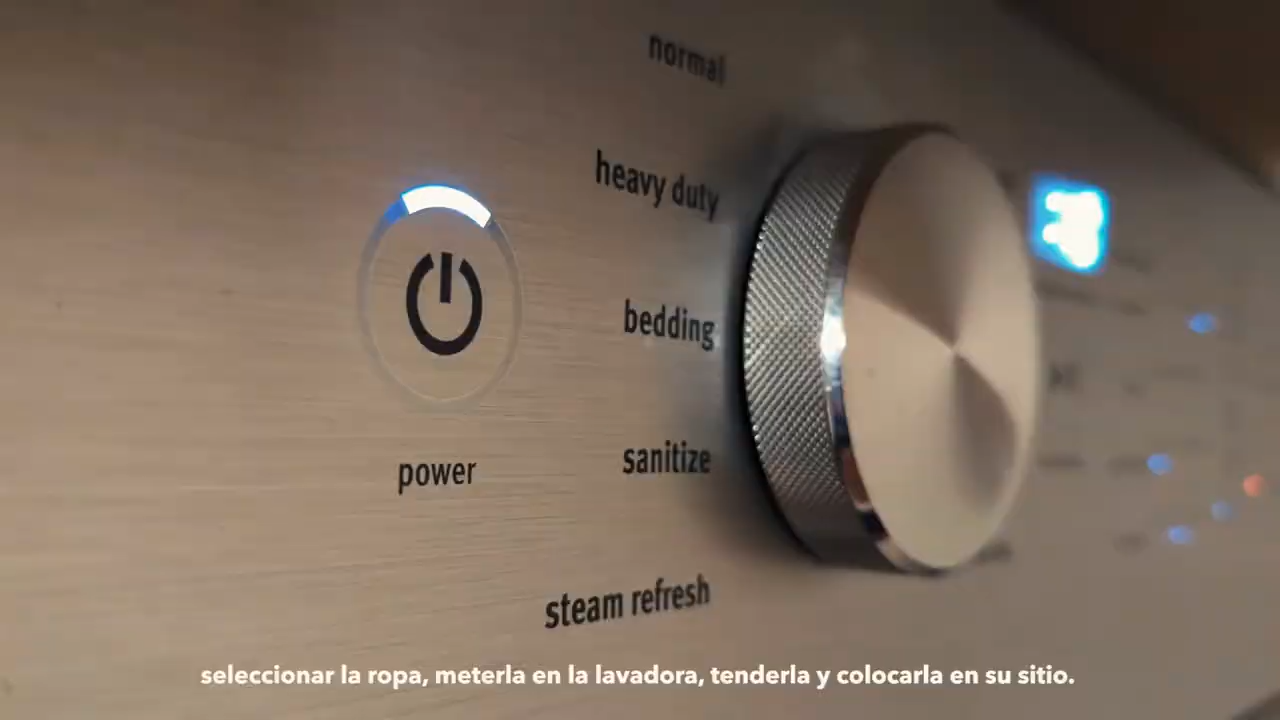 normal
heavy duty
bedding
sanitize
power
steam refresh
seleccionar la ropa, meterla en la lavadora, tenderla y colocarla en su sitio.